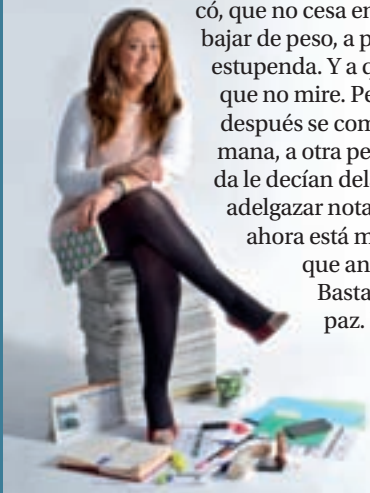 có, que no cesa en
bajar de peso, a p
estupenda. Y a q
que no mire. Pe
después se com
mana, a otra pe
da le decían del
adelgazar nota
ahora está m
que an
Basta
paz.